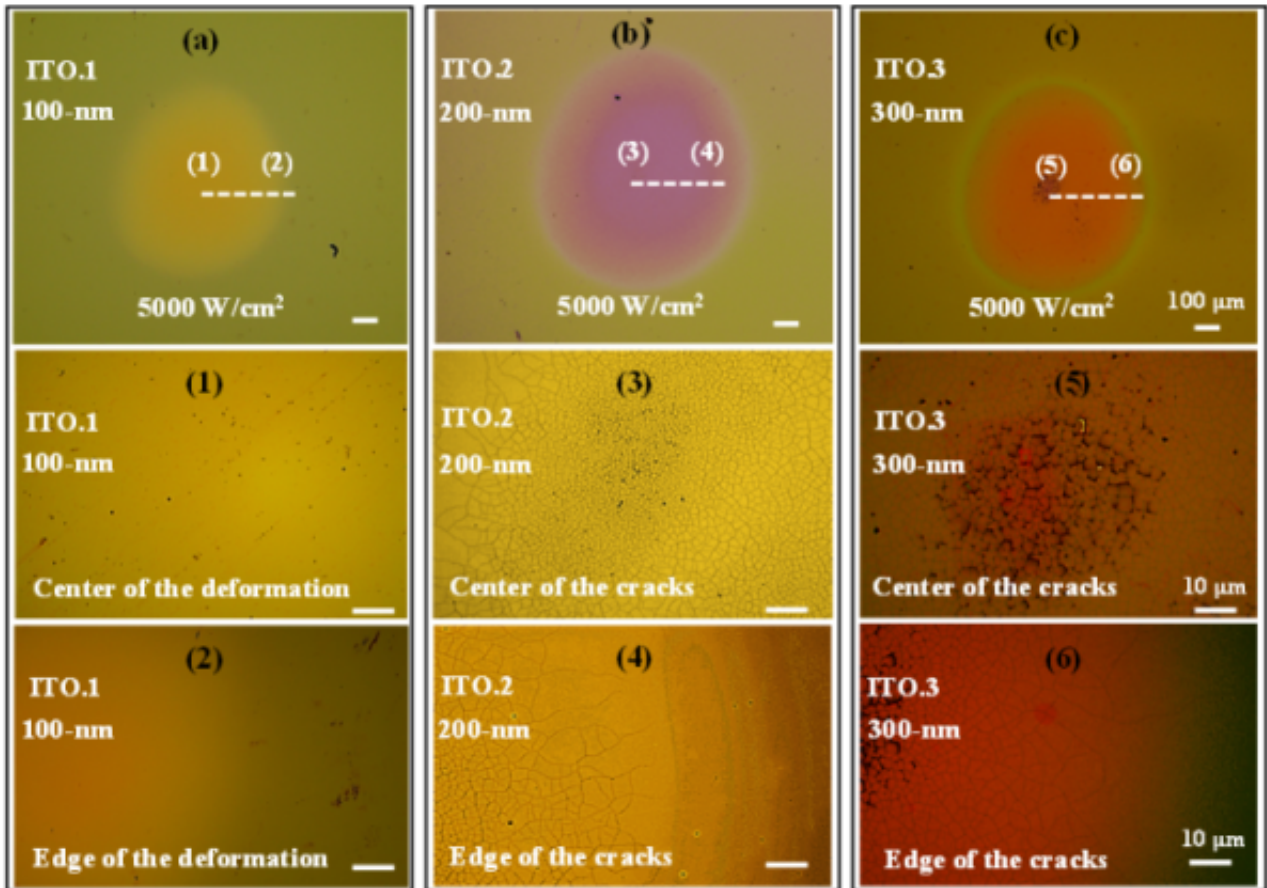 (a)
ITO.1
100-nm
(1)
(2)
5000 W/cm²
(b)
ITO.2
200-nm
(3)
(4)
5000 W/cm²
(c)
ITO.3
300-nm
(5)
(6)
5000 W/cm²
100 μm
(1)
ITO.1
100-nm
Center of the deformation
(3)
ITO.2
200-nm
Center of the cracks
(5)
ITO.3
300-nm
Center of the cracks
10 μm
(2)
ITO.1
100-nm
Edge of the deformation
(4)
ITO.2
200-nm
Edge of the cracks
(6)
ITO.3
300-nm
Edge of the cracks
10 μm